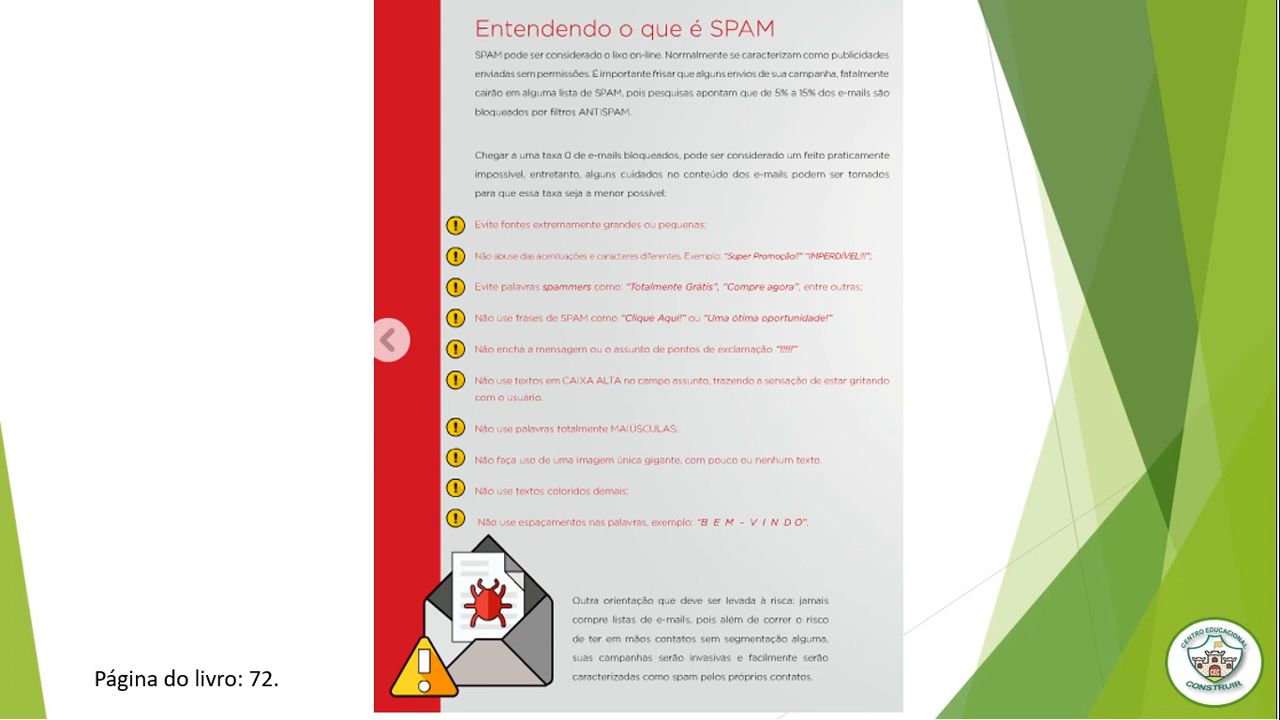 Entendendo o que é SPAM
SPAM pode ser considerado o lixo on-line. Normalmente se caracterizam como publicidades
enviadas sem permissões. É importante frisar que alguns envios de sua campanha, fatalmente
cairão em alguma lista de SPAM, pois pesquisas apontam que de 5% a 15% dos e-mails são
bloqueados por filtros ANTISPAM.
Chegar a uma taxa 0 de e-mails bloqueados, pode ser considerado um feito praticamente
impossível, entretanto, alguns cuidados no conteúdo dos e-mails podem ser tomados
para que essa taxa seja a menor possível:
Evite fontes extremamente grandes ou pequenas;
Não abuse das acentuações e caracteres diferentes. Exemplo: "Super Promoção!!" "IMPERDÍVEL!!!";
Evite palavras spammers como: "Totalmente Grátis", "Compre agora", entre outras;
Não use frases de SPAM como "Clique Aqui!" ou "Uma ótima oportunidade!"
Não encha a mensagem ou o assunto de pontos de exclamação "!!!!!"
Não use textos em CAIXA ALTA no campo assunto, trazendo a sensação de estar gritando
com o usuário.
Não use palavras totalmente MAIÚSCULAS;
Não faça uso de uma imagem única gigante, com pouco ou nenhum texto.
Não use textos coloridos demais;
Não use espaçamentos nas palavras, exemplo: "B E M - V I N D O".
Outra orientação que deve ser levada à risca: jamais
compre listas de e-mails, pois além de correr o risco
de ter em mãos contatos sem segmentação alguma,
suas campanhas serão invasivas e facilmente serão
caracterizadas como spam pelos próprios contatos.
Página do livro: 72.
CENTRO EDUCACIONAL
CEC
CONSTRUIR